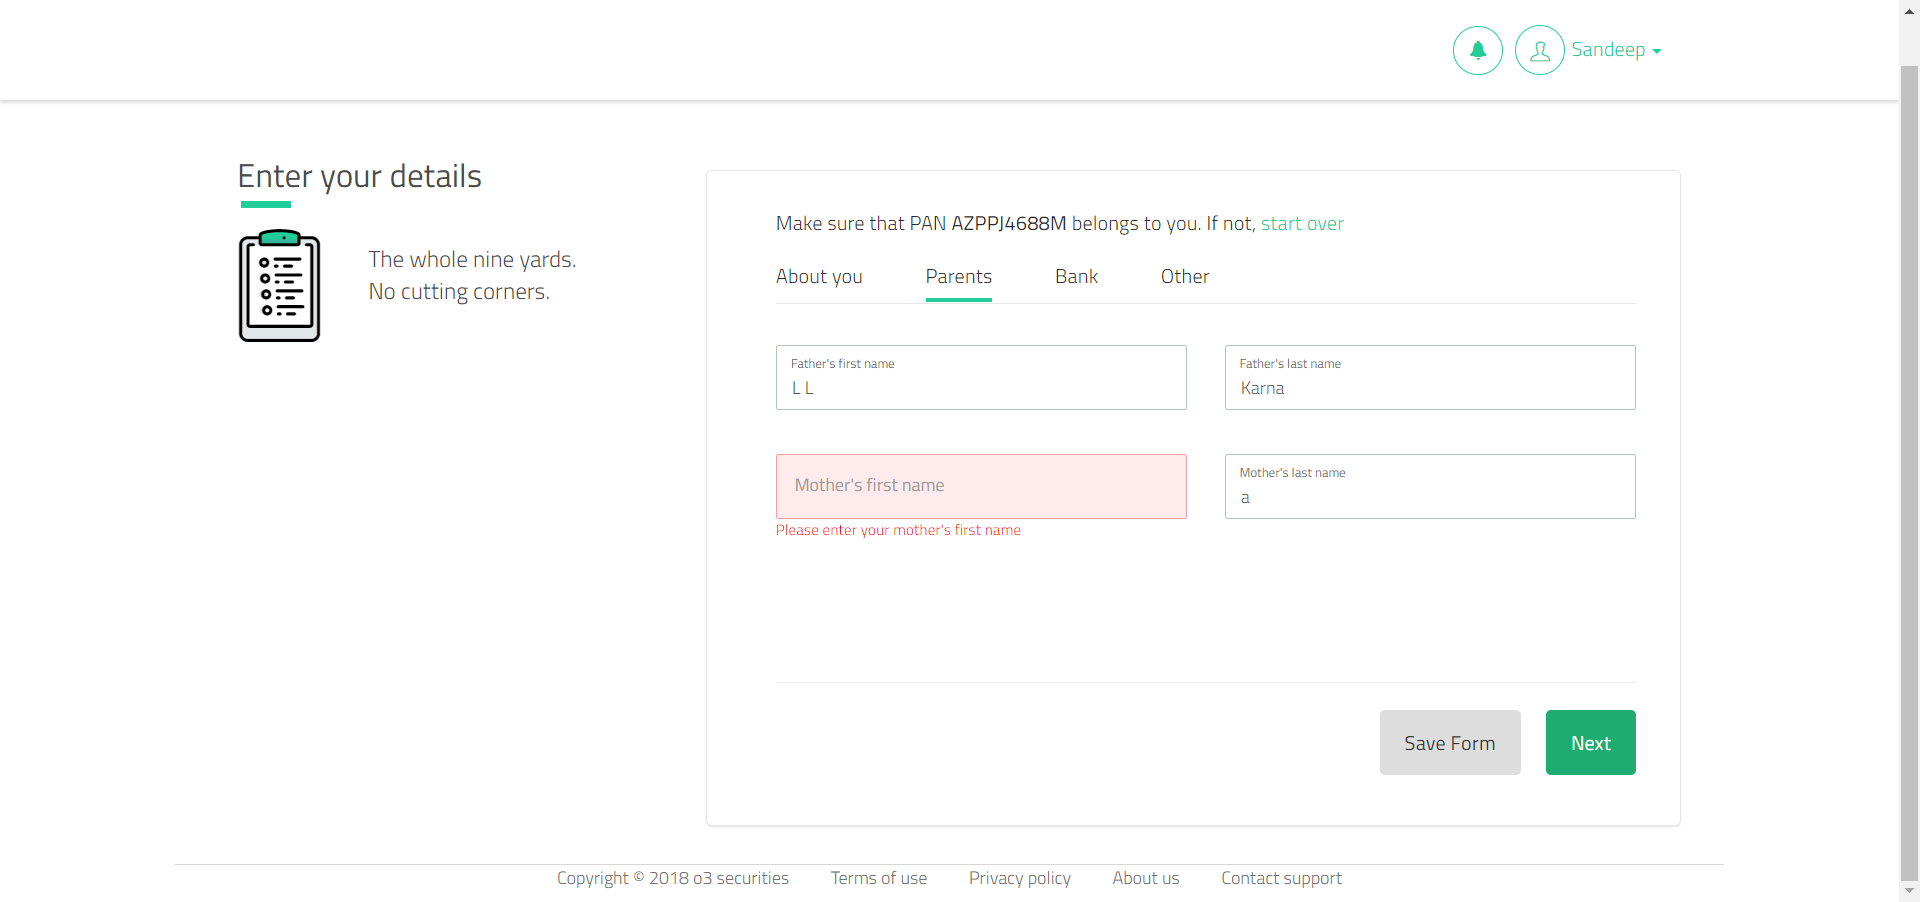 Sandeep
Enter your details
The whole nine yards.
No cutting corners.
Make sure that PAN AZPPJ4688M belongs to you. If not, start over
About you Parents Bank Other
Father's first name
L L
Father's last name
Karna
Mother's first name
Please enter your mother's first name
Mother's last name
a
Save Form Next
Copyright © 2018 o3 securities Terms of use Privacy policy About us Contact support